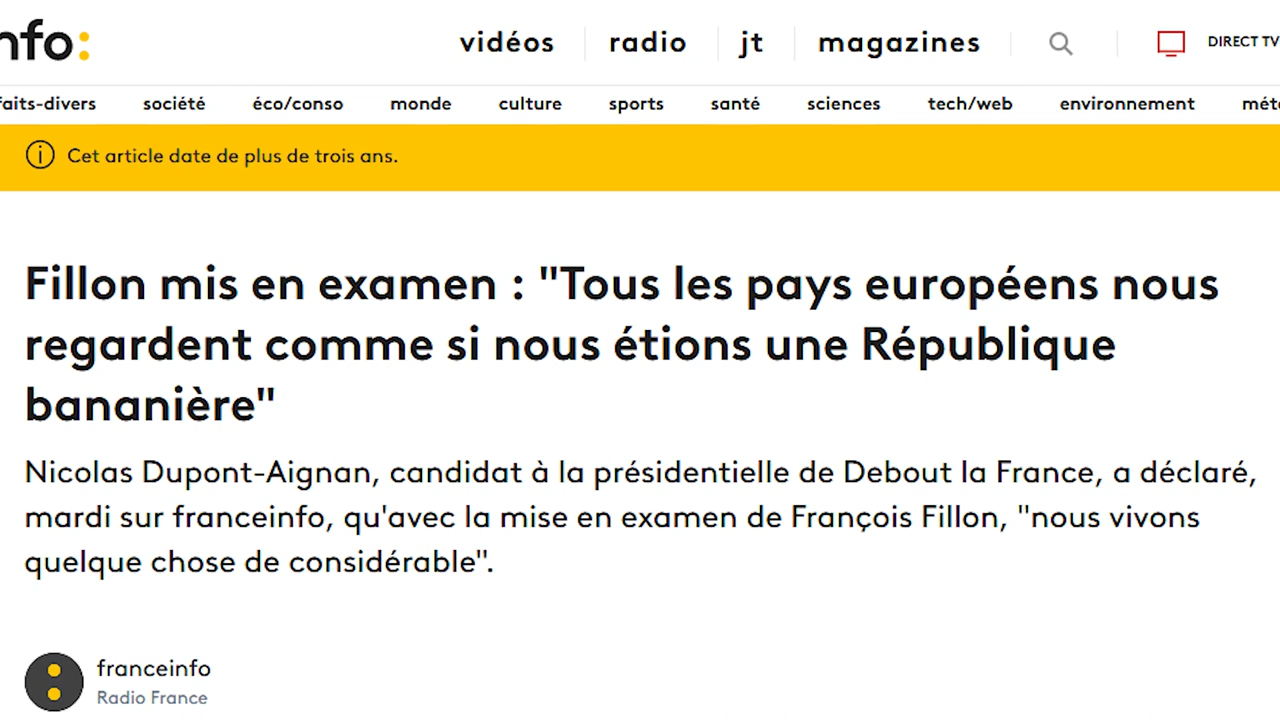 info:
vidéos radio jt magazines DIRECT TV
faits-divers société éco/conso monde culture sports santé sciences tech/web environnement
Cet article date de plus de trois ans.
Fillon mis en examen : "Tous les pays européens nous
regardent comme si nous étions une République
bananière"
Nicolas Dupont-Aignan, candidat à la présidentielle de Debout la France, a déclaré,
mardi sur franceinfo, qu'avec la mise en examen de François Fillon, "nous vivons
quelque chose de considérable".
franceinfo
Radio France